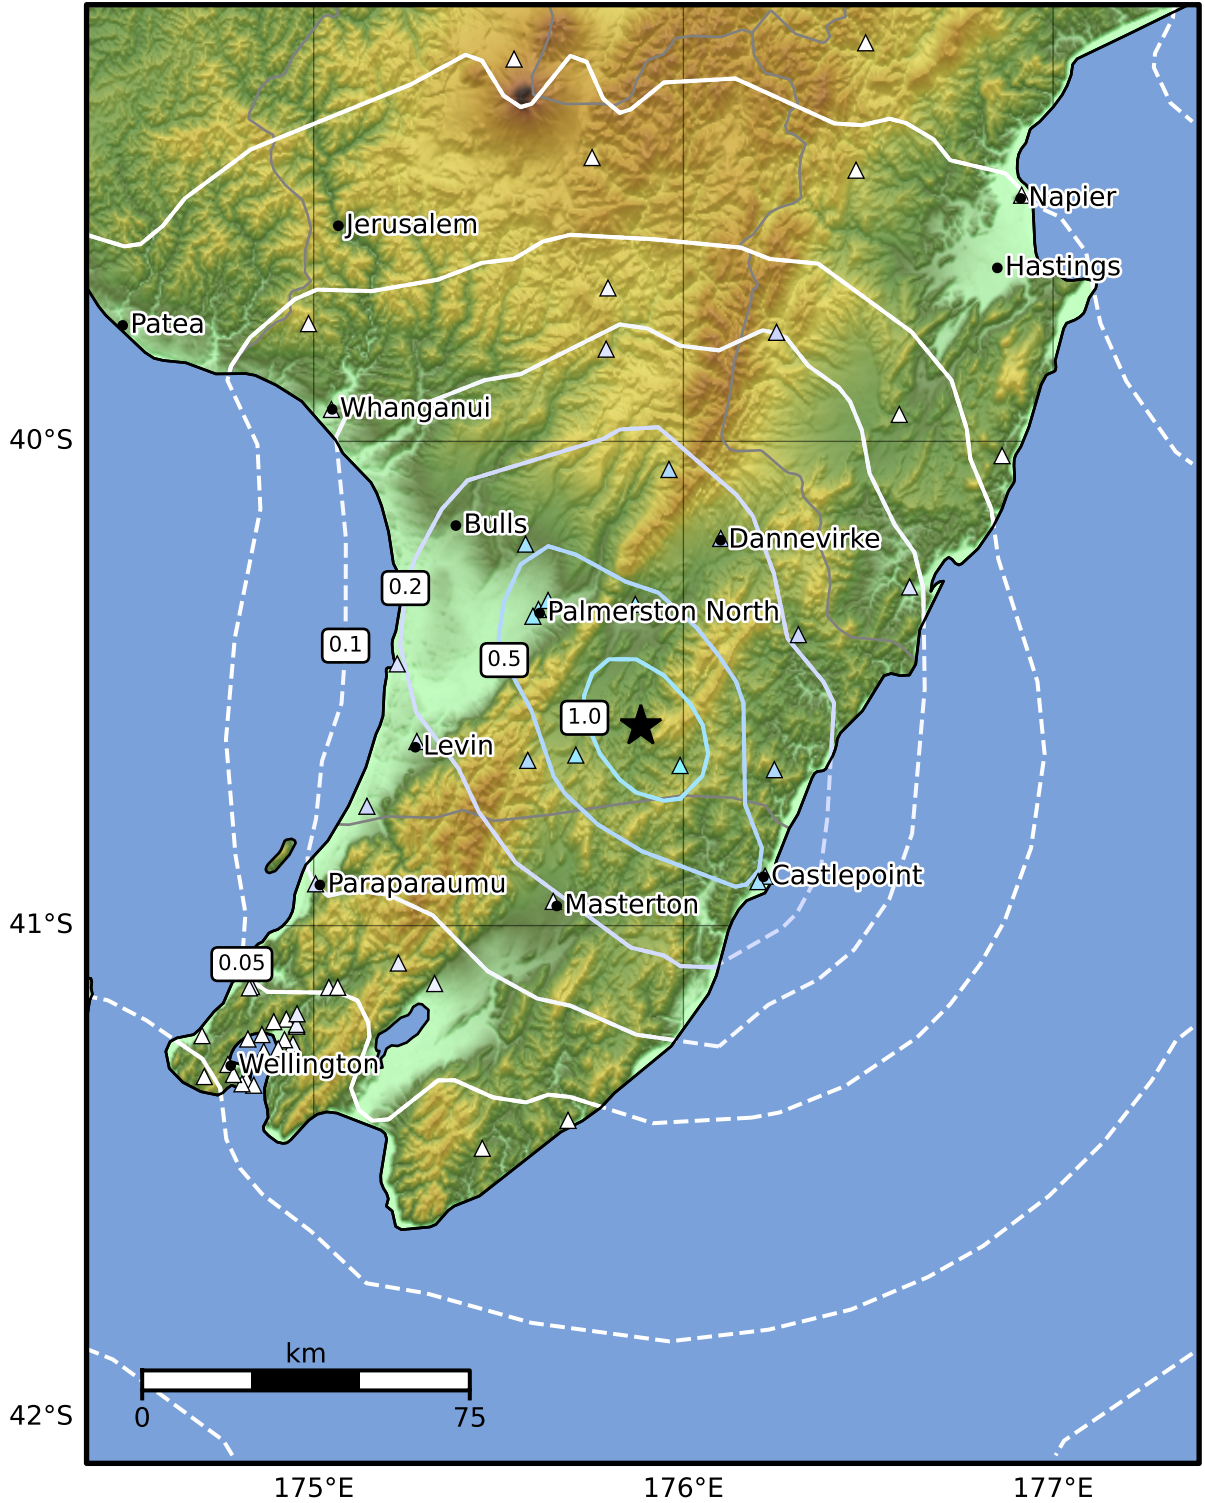 Napier
Jerusalem
Hastings
Patea
Whanganui
40°S
Bulls
Dannevirke
0.2
Palmerston North
0.1
0.5
1.0
Levin
Castlepoint
Paraparaumu
Masterton
41°S
0.05
Wellington
km
0
75
42°S
175°E
176°E
177°E